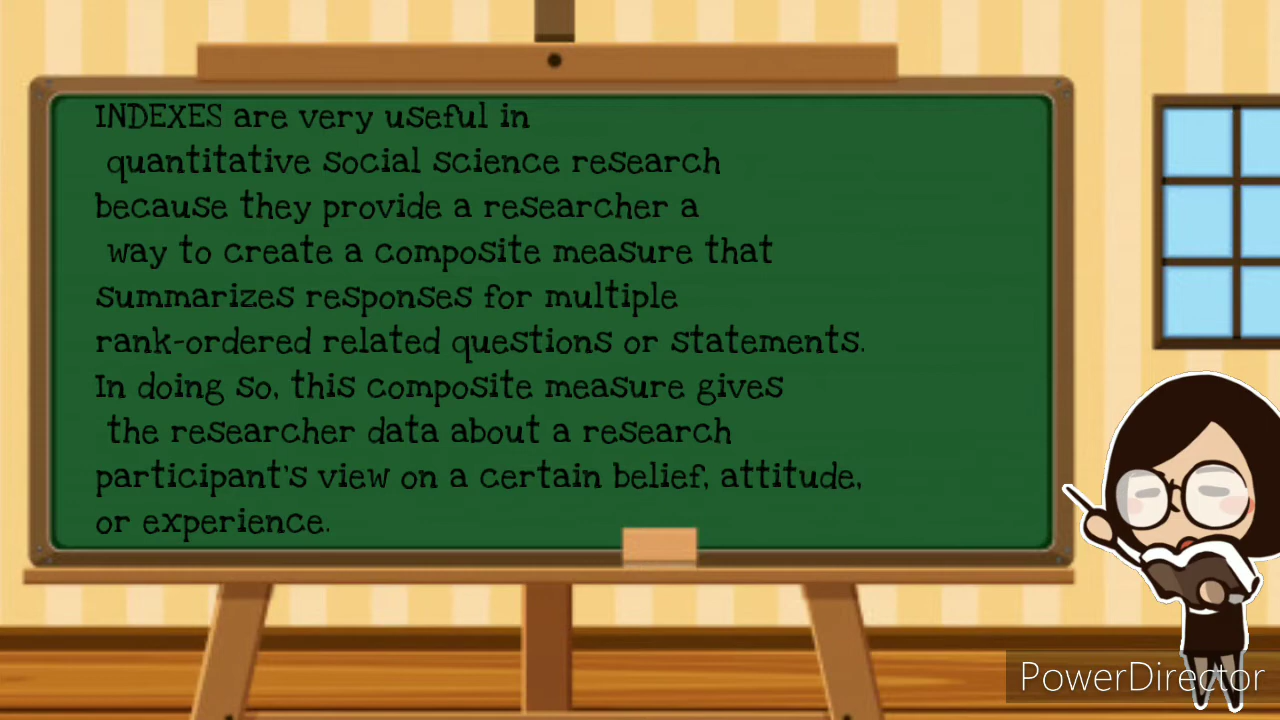 INDEXES are very useful in
quantitative social science research
because they provide a researcher a
way to create a composite measure that
summarizes responses for multiple
rank-ordered related questions or statements.
In doing so, this composite measure gives
the researcher data about a research
participant's view on a certain belief, attitude,
or experience.
PowerDirector